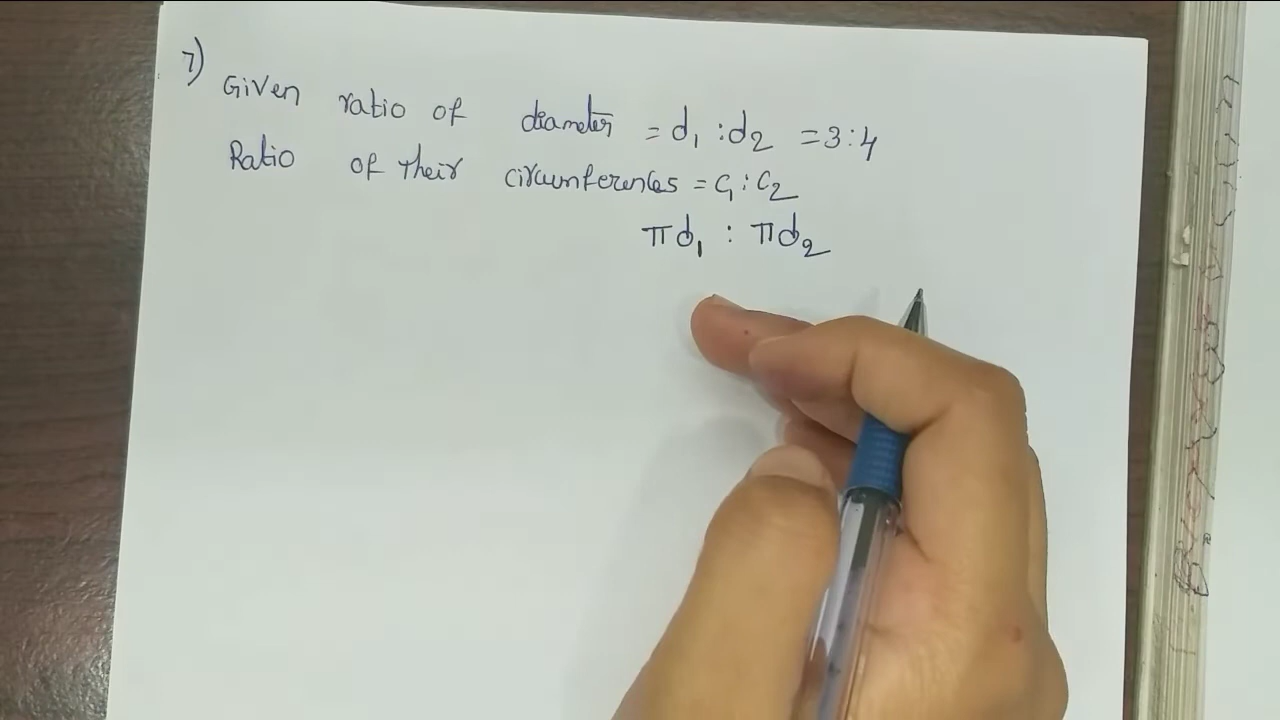 7)
Given ratio of diameter = d₁ : d₂ = 3 : 4
Ratio of their circumferences = C₁ : C₂
πd₁ : πd₂